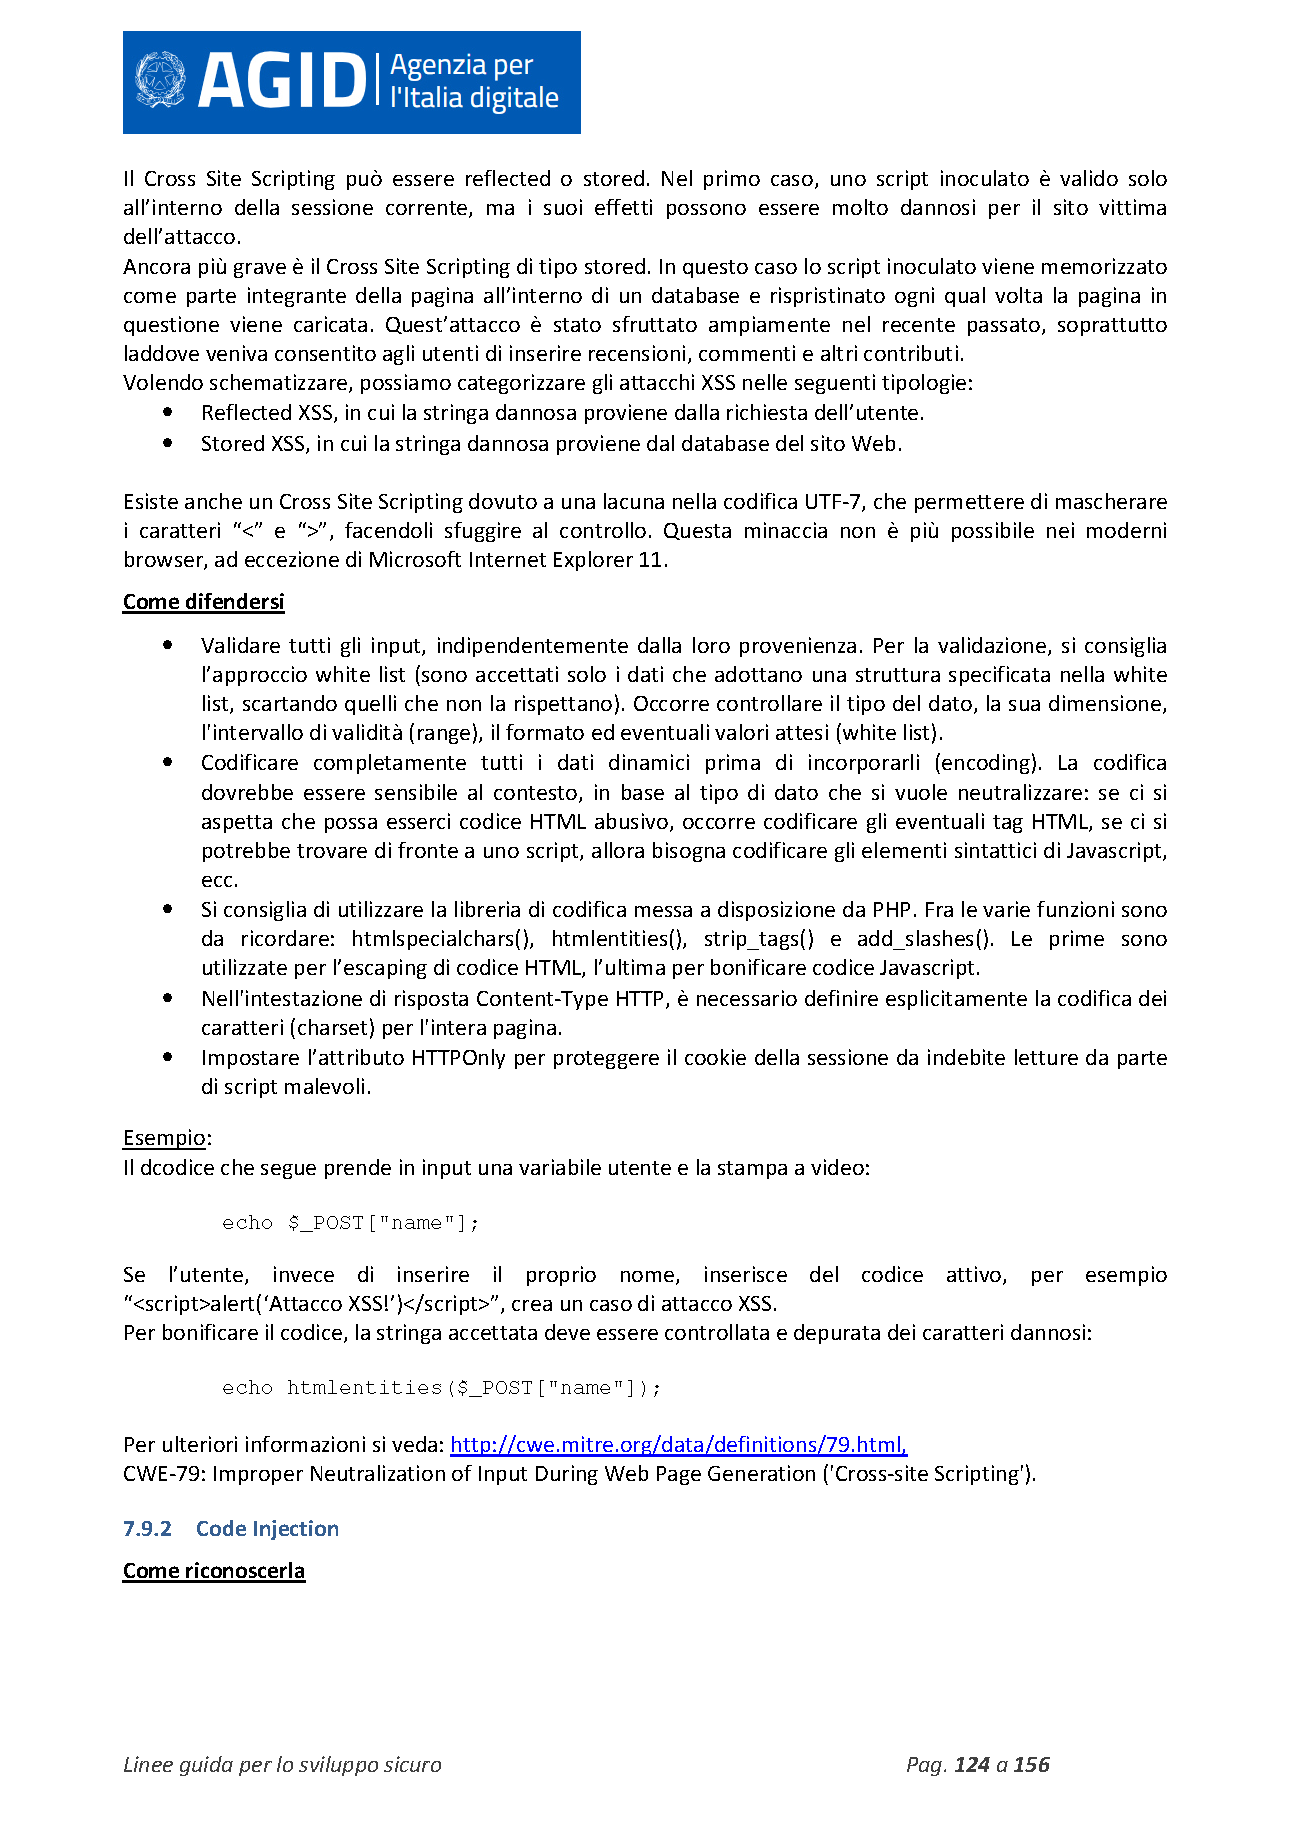 AGID Agenzia per
l'Italia digitale
Il Cross Site Scripting può essere reflected o stored. Nel primo caso, uno script inoculato è valido solo
all’interno della sessione corrente, ma i suoi effetti possono essere molto dannosi per il sito vittima
dell’attacco.
Ancora più grave è il Cross Site Scripting di tipo stored. In questo caso lo script inoculato viene memorizzato
come parte integrante della pagina all’interno di un database e rispristinato ogni qual volta la pagina in
questione viene caricata. Quest’attacco è stato sfruttato ampiamente nel recente passato, soprattutto
laddove veniva consentito agli utenti di inserire recensioni, commenti e altri contributi.
Volendo schematizzare, possiamo categorizzare gli attacchi XSS nelle seguenti tipologie:
• Reflected XSS, in cui la stringa dannosa proviene dalla richiesta dell’utente.
• Stored XSS, in cui la stringa dannosa proviene dal database del sito Web.
Esiste anche un Cross Site Scripting dovuto a una lacuna nella codifica UTF-7, che permettere di mascherare
i caratteri “<” e “>”, facendoli sfuggire al controllo. Questa minaccia non è più possibile nei moderni
browser, ad eccezione di Microsoft Internet Explorer 11.
Come difendersi
• Validare tutti gli input, indipendentemente dalla loro provenienza. Per la validazione, si consiglia
l’approccio white list (sono accettati solo i dati che adottano una struttura specificata nella white
list, scartando quelli che non la rispettano). Occorre controllare il tipo del dato, la sua dimensione,
l'intervallo di validità (range), il formato ed eventuali valori attesi (white list).
• Codificare completamente tutti i dati dinamici prima di incorporarli (encoding). La codifica
dovrebbe essere sensibile al contesto, in base al tipo di dato che si vuole neutralizzare: se ci si
aspetta che possa esserci codice HTML abusivo, occorre codificare gli eventuali tag HTML, se ci si
potrebbe trovare di fronte a uno script, allora bisogna codificare gli elementi sintattici di Javascript,
ecc.
• Si consiglia di utilizzare la libreria di codifica messa a disposizione da PHP. Fra le varie funzioni sono
da ricordare: htmlspecialchars(), htmlentities(), strip_tags() e add_slashes(). Le prime sono
utilizzate per l’escaping di codice HTML, l’ultima per bonificare codice Javascript.
• Nell'intestazione di risposta Content-Type HTTP, è necessario definire esplicitamente la codifica dei
caratteri (charset) per l'intera pagina.
• Impostare l’attributo HTTPOnly per proteggere il cookie della sessione da indebite letture da parte
di script malevoli.
Esempio:
Il dcodice che segue prende in input una variabile utente e la stampa a video:
echo $_POST["name"];
Se l’utente, invece di inserire il proprio nome, inserisce del codice attivo, per esempio
“<script>alert(‘Attacco XSS!’)</script>”, crea un caso di attacco XSS.
Per bonificare il codice, la stringa accettata deve essere controllata e depurata dei caratteri dannosi:
echo htmlentities($_POST["name"]);
Per ulteriori informazioni si veda: http://cwe.mitre.org/data/definitions/79.html,
CWE-79: Improper Neutralization of Input During Web Page Generation ('Cross-site Scripting').
7.9.2 Code Injection
Come riconoscerla
Linee guida per lo sviluppo sicuro Pag. 124 a 156